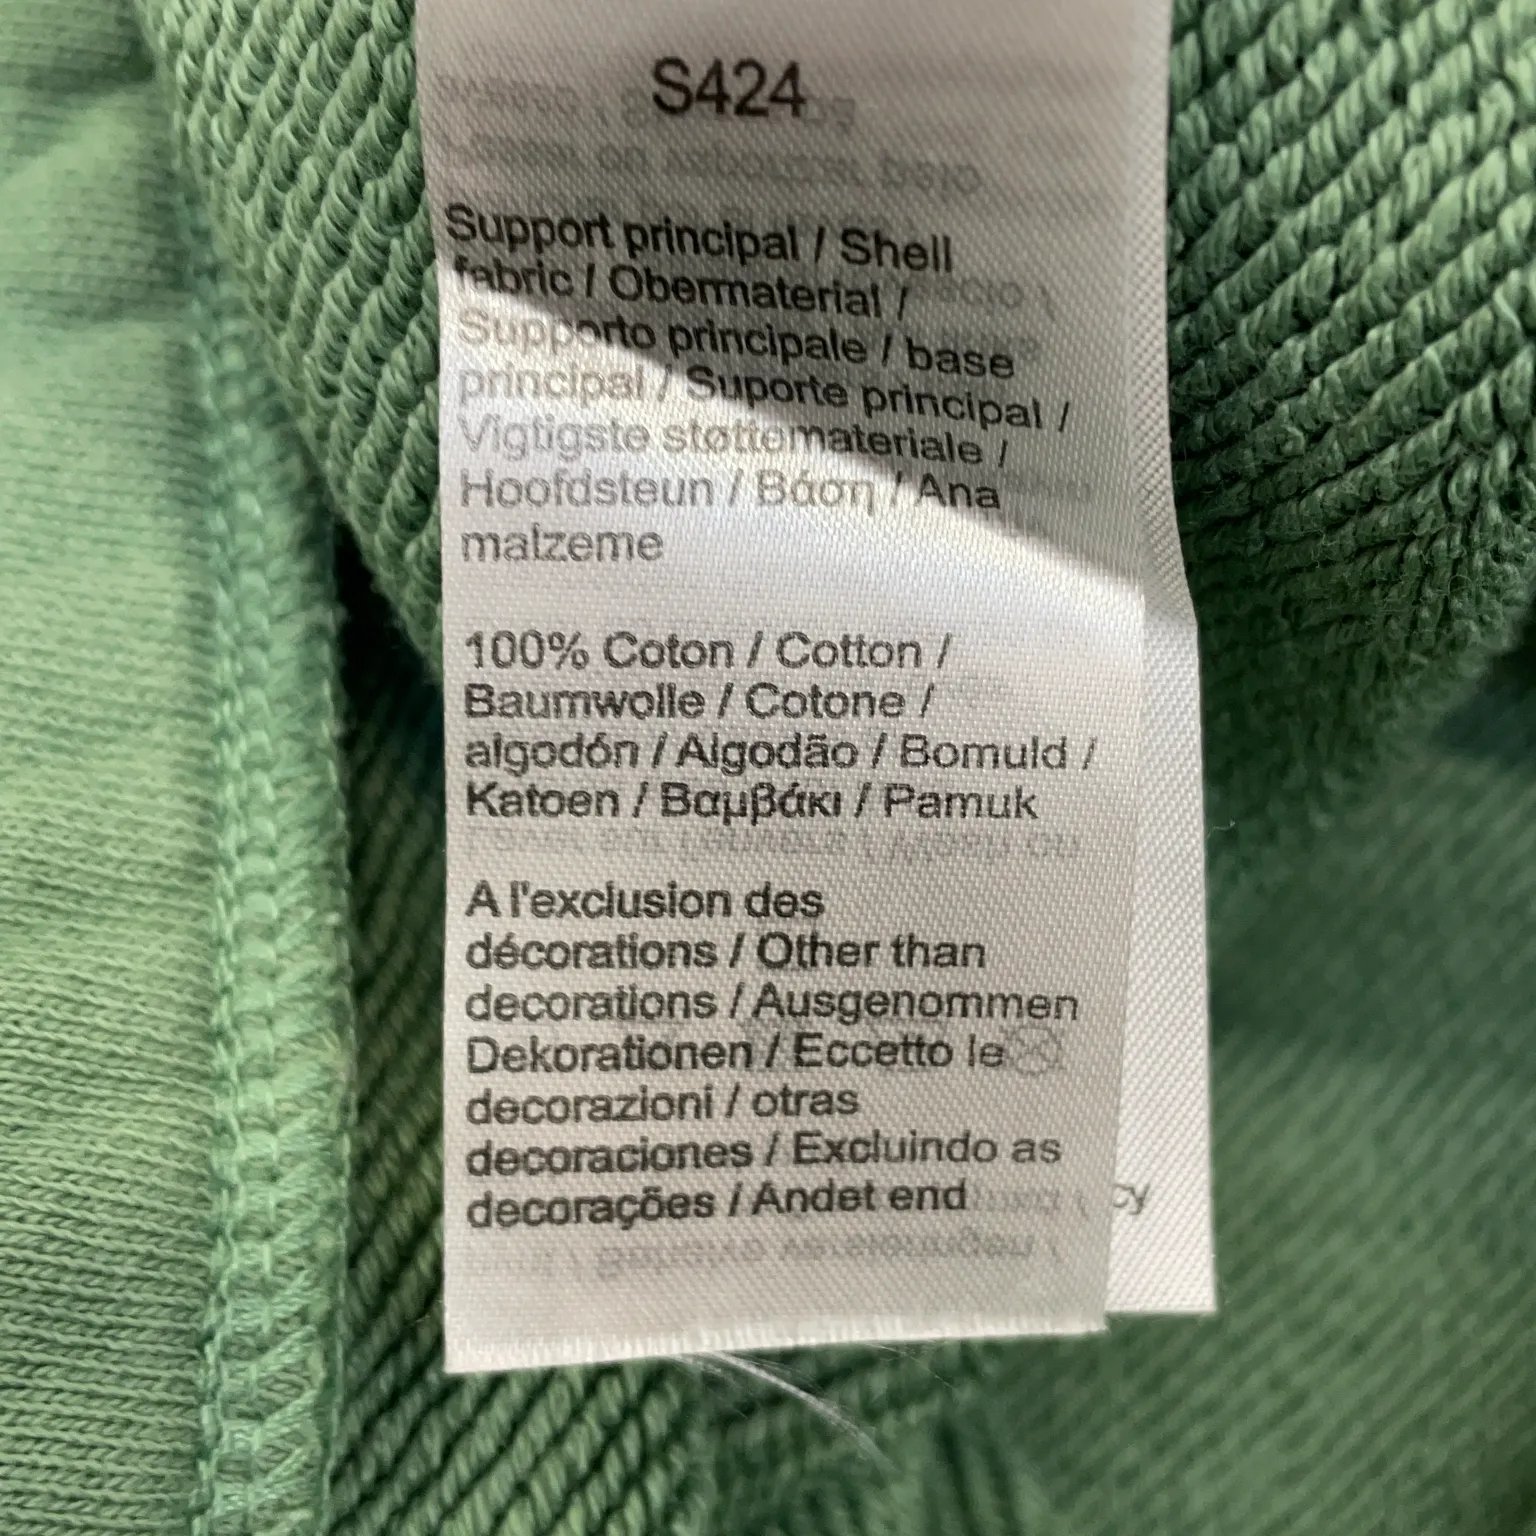 S424
Support principal / Shell
fabric / Obermaterial /
Supporto principale / base
principal / Suporte principal /
Vigtigste støttemateriale /
Hoofdsteun / Βάση / Ana
malzeme
100% Coton / Cotton /
Baumwolle / Cotone /
algodón / Algodão / Bomuld /
Katoen / Βαμβάκι / Pamuk
A l'exclusion des
décorations / Other than
decorations / Ausgenommen
Dekorationen / Eccetto le
decorazioni / otras
decoraciones / Excluindo as
decorações / Andet end
cy